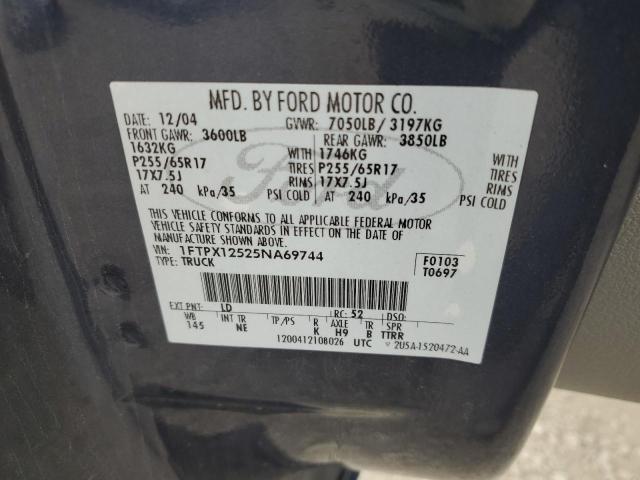 MFD. BY FORD MOTOR CO.
DATE: 12/04 GVWR: 7050LB/ 3197KG
FRONT GAWR: 3600LB REAR GAWR: 3850LB
1632KG WITH 1746KG WITH
P255/65R17 TIRES P255/65R17 TIRES
17X7.5J RIMS 17X7.5J RIMS
AT 240 kPa/35 PSI COLD AT 240 kPa/35 PSI COLD
THIS VEHICLE CONFORMS TO ALL APPLICABLE FEDERAL MOTOR
VEHICLE SAFETY STANDARDS IN EFFECT ON THE DATE OF
MANUFACTURE SHOWN ABOVE.
VIN: 1FTPX12525NA69744 F0103
TYPE: TRUCK T0697
Ford
EXT PNT: LD RC: 52 DSO:
WB INT TR TP/PS R AXLE TR SPR
145 NE K H9 B TTRR
1200412108026 UTC 2U5A-1520472-AA